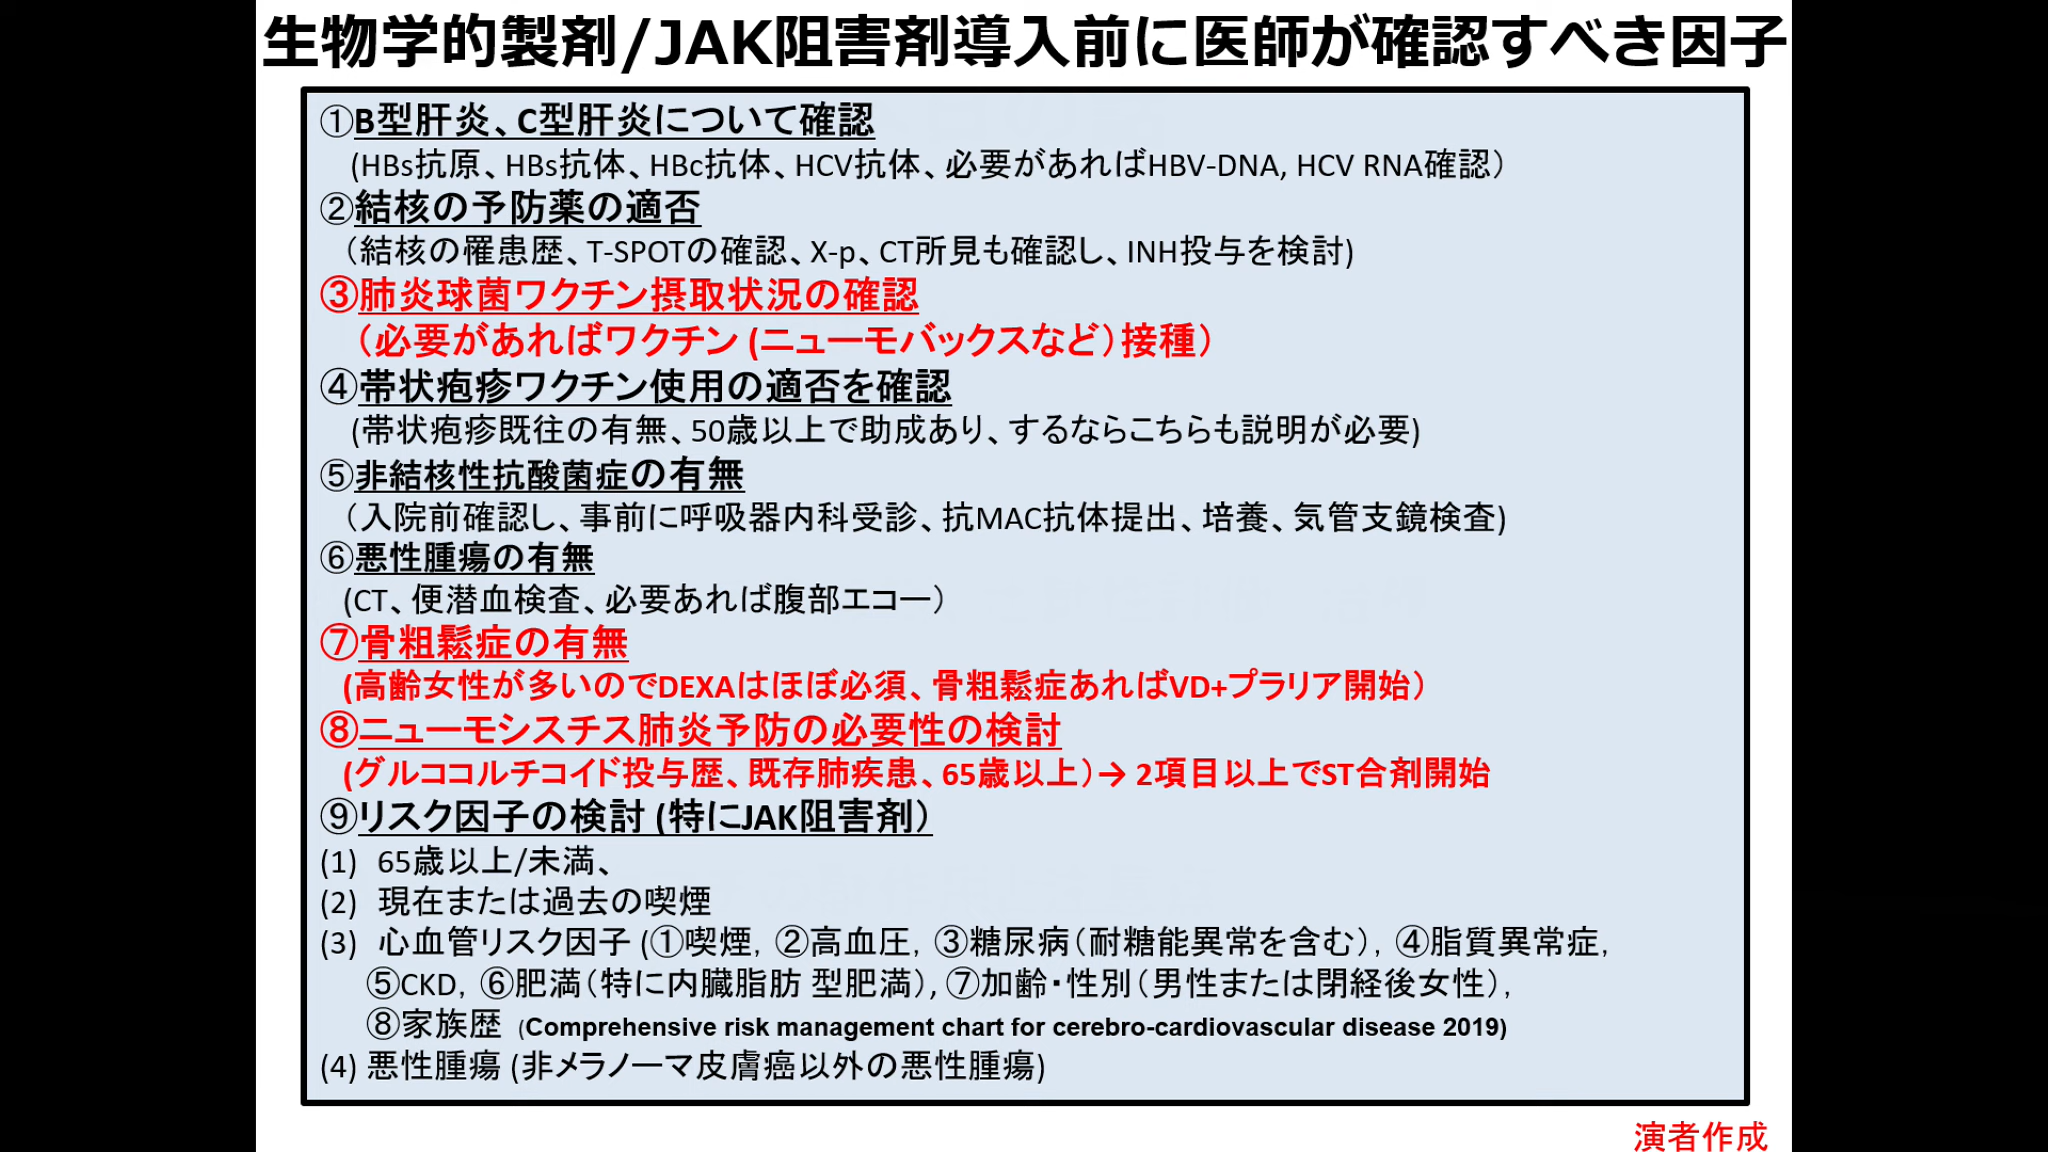 生物学的製剤/JAK阻害剤導入前に医師が確認すべき因子
①B型肝炎、C型肝炎について確認
(HBs抗原、HBs抗体、HBc抗体、HCV抗体、必要があればHBV-DNA, HCV RNA確認）
②結核の予防薬の適否
（結核の罹患歴、T-SPOTの確認、X-p、CT所見も確認し、INH投与を検討)
③肺炎球菌ワクチン摂取状況の確認
（必要があればワクチン (ニューモバックスなど）接種）
④帯状疱疹ワクチン使用の適否を確認
(帯状疱疹既往の有無、50歳以上で助成あり、するならこちらも説明が必要)
⑤非結核性抗酸菌症の有無
（入院前確認し、事前に呼吸器内科受診、抗MAC抗体提出、培養、気管支鏡検査)
⑥悪性腫瘍の有無
(CT、便潜血検査、必要あれば腹部エコー）
⑦骨粗鬆症の有無
(高齢女性が多いのでDEXAはほぼ必須、骨粗鬆症あればVD+プラリア開始）
⑧ニューモシスチス肺炎予防の必要性の検討
(グルココルチコイド投与歴、既存肺疾患、65歳以上）→ 2項目以上でST合剤開始
⑨リスク因子の検討 (特にJAK阻害剤）
(1) 65歳以上/未満、
(2) 現在または過去の喫煙
(3) 心血管リスク因子 (①喫煙，②高血圧，③糖尿病（耐糖能異常を含む），④脂質異常症，
⑤CKD，⑥肥満（特に内臓脂肪 型肥満），⑦加齢・性別（男性または閉経後女性），
⑧家族歴 (Comprehensive risk management chart for cerebro-cardiovascular disease 2019)
(4) 悪性腫瘍 (非メラノーマ皮膚癌以外の悪性腫瘍)
演者作成